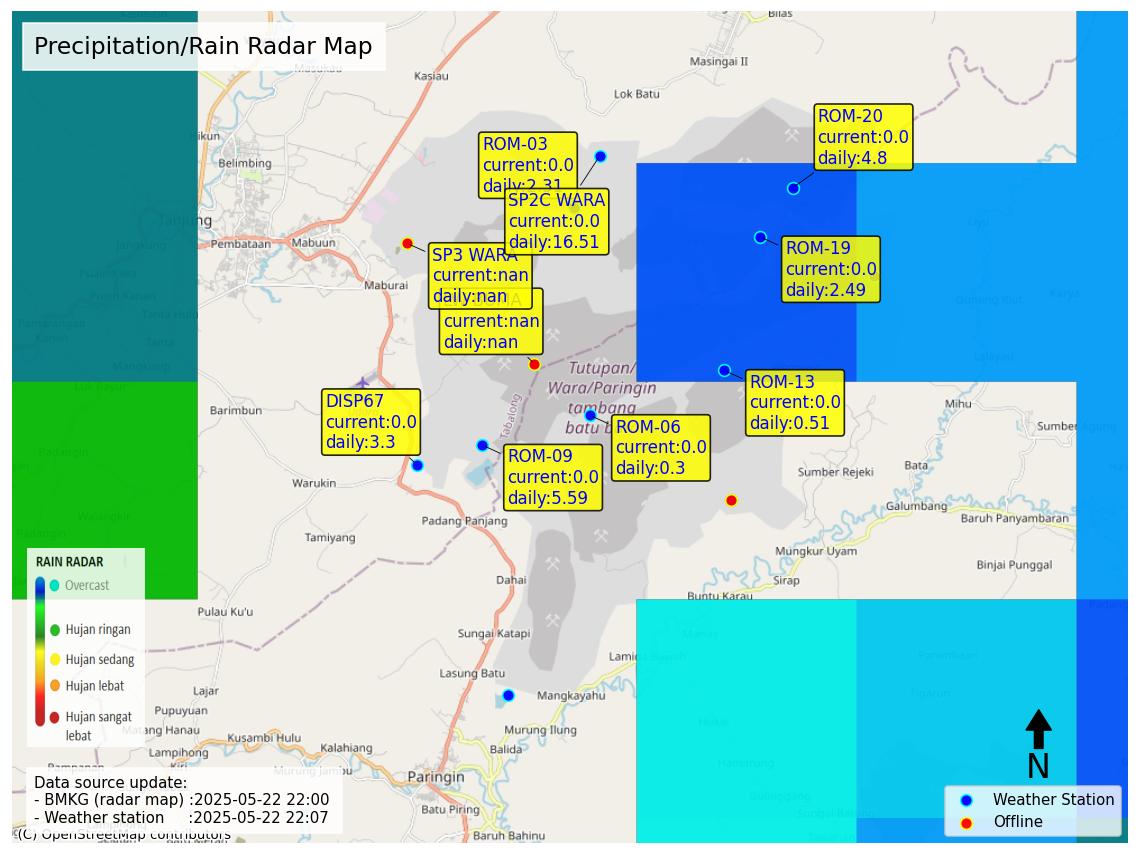 Precipitation/Rain Radar Map
Bilas
Masingai II
Kasiau
Lok Batu
Hikun
Belimbing
Tanjung
Jangkung
Pembataan
Mabuun
Maburai
ROM-03
current:0.0
daily:2.31
SP2C WARA
current:0.0
daily:16.51
ROM-20
current:0.0
daily:4.8
ROM-19
current:0.0
daily:2.49
SP3 WARA
current:nan
daily:nan
current:nan
daily:nan
Tutupan/
Wara/Paringin
tambang
batu b
Tabalong
ROM-13
current:0.0
daily:0.51
DISP67
current:0.0
daily:3.3
ROM-06
current:0.0
daily:0.3
ROM-09
current:0.0
daily:5.59
Barimbun
Warukin
Padang Panjang
Tamiyang
Dahai
Mihu
Bata
Sumber Rejeki
Galumbang
Baruh Panyambaran
Mungkur Uyam
Binjai Punggal
Sirap
Buntu Karau
Pulau Ku'u
Sungai Katapi
Lasung Batu
Mangkayahu
Murung Ilung
Balida
Paringin
Batu Piring
Baruh Bahinu
Lajar
Pupuyuan
Matang Hanau
Lampihong
Kusambi Hulu
Kalahiang
Murung Jambu
RAIN RADAR
Overcast
Hujan ringan
Hujan sedang
Hujan lebat
Hujan sangat
lebat
Data source update:
- BMKG (radar map) :2025-05-22 22:00
- Weather station :2025-05-22 22:07
(C) OpenStreetMap contributors
N
Weather Station
Offline